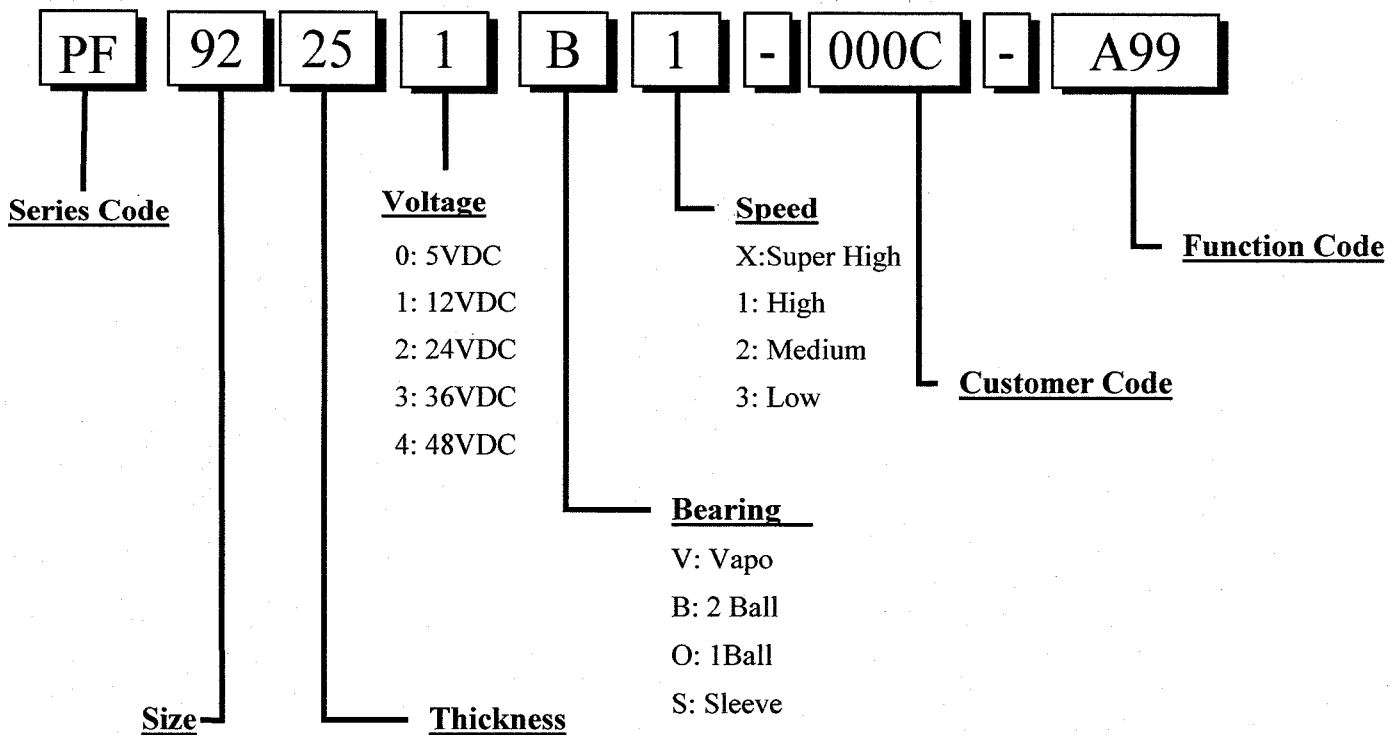 PF 92 25 1 B 1 - 000C - A99
Series Code
Voltage
0: 5VDC
1: 12VDC
2: 24VDC
3: 36VDC
4: 48VDC
Speed
X:Super High
1: High
2: Medium
3: Low
Function Code
Customer Code
Bearing
V: Vapo
B: 2 Ball
O: 1Ball
S: Sleeve
Size
Thickness